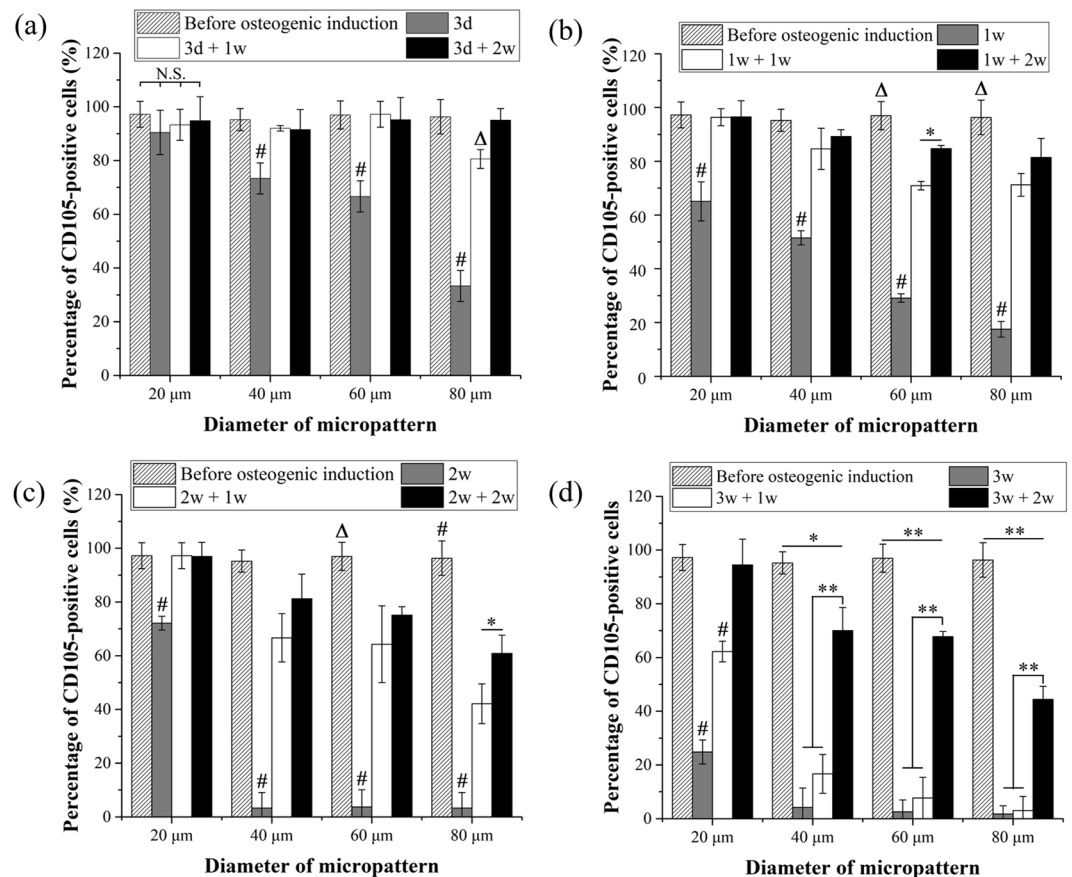 (a)
Before osteogenic induction 3d
3d + 1w 3d + 2w
Percentage of CD105-positive cells (%)
120
100
80
60
40
20
0
N.S.
#
#
#
Δ
20 μm 40 μm 60 μm 80 μm
Diameter of micropattern
(b)
Before osteogenic induction 1w
1w + 1w 1w + 2w
Percentage of CD105-positive cells (%)
120
100
80
60
40
20
0
Δ Δ
*
#
#
#
#
20 μm 40 μm 60 μm 80 μm
Diameter of micropattern
(c)
Before osteogenic induction 2w
2w + 1w 2w + 2w
Percentage of CD105-positive cells (%)
120
100
80
60
40
20
0
Δ #
#
*
# # #
20 μm 40 μm 60 μm 80 μm
Diameter of micropattern
(d)
Before osteogenic induction 3w
3w + 1w 3w + 2w
Percentage of CD105-positive cells
120
100
80
60
40
20
0
* ** **
** ** **
#
#
20 μm 40 μm 60 μm 80 μm
Diameter of micropattern